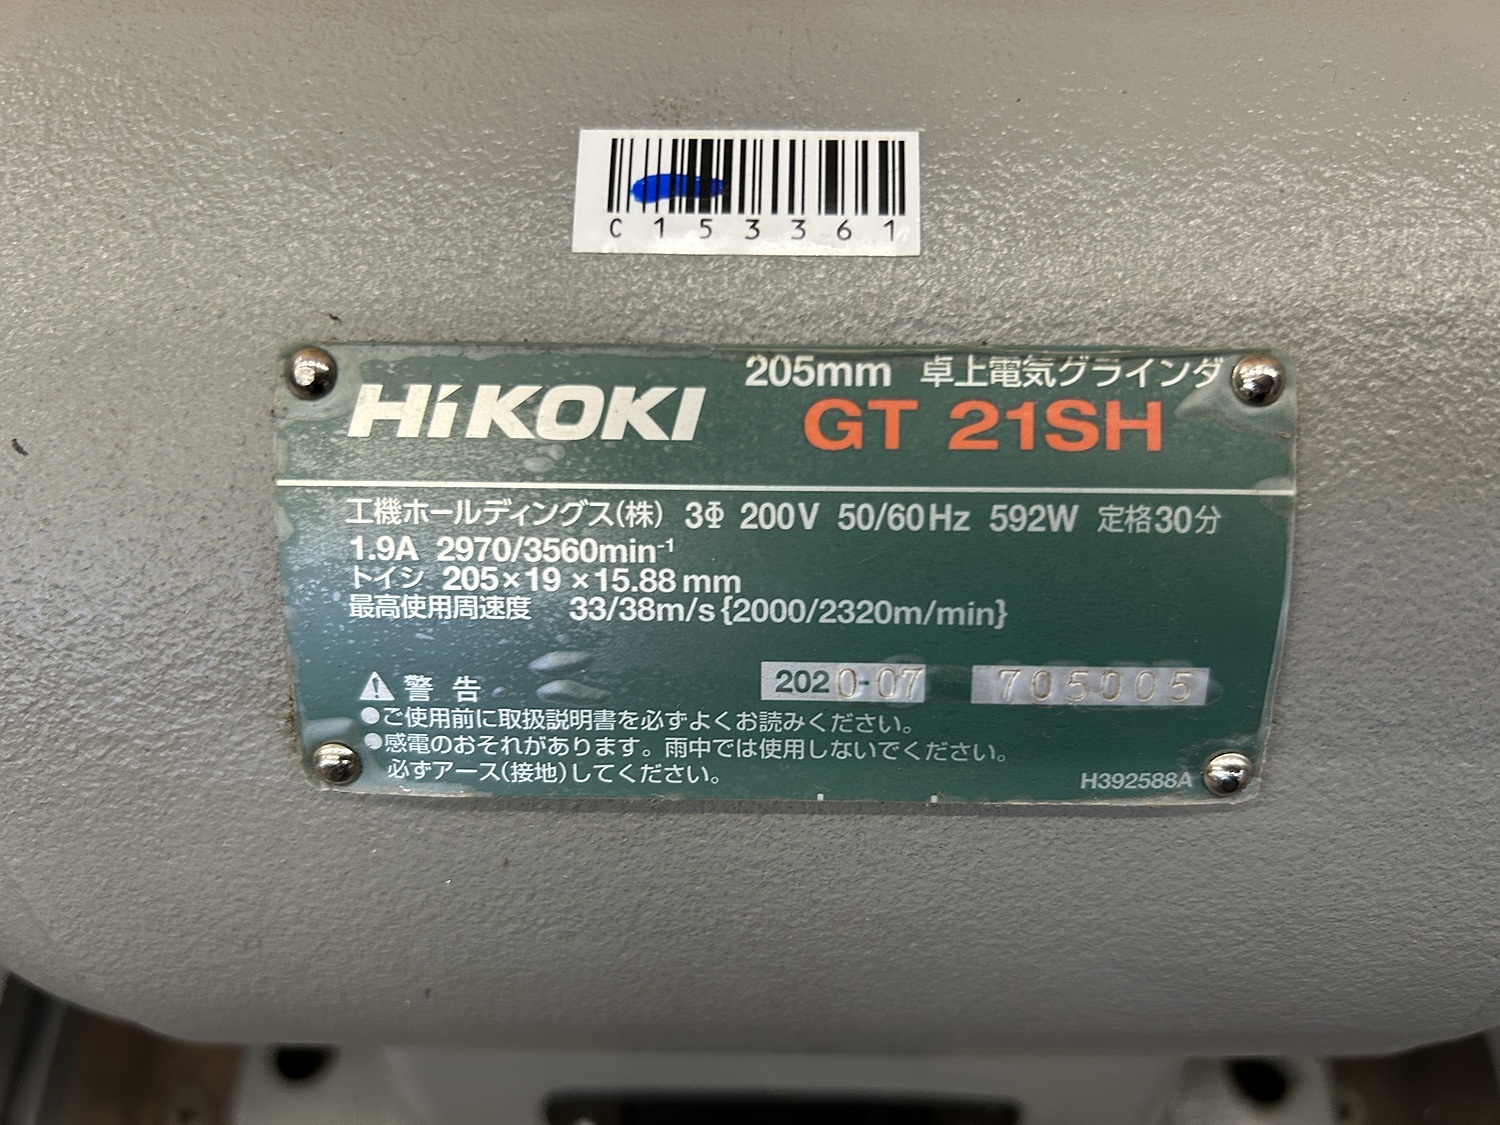 C153361
205mm 卓上電気グラインダ
HiKOKI GT 21SH
工機ホールディングス(株) 3Φ 200V 50/60Hz 592W 定格30分
1.9A 2970/3560min⁻¹
トイシ 205×19×15.88mm
最高使用周速度 33/38m/s{2000/2320m/min}
2020-07 705005
⚠警告
●ご使用前に取扱説明書を必ずよくお読みください。
●感電のおそれがあります。雨中では使用しないでください。
必ずアース(接地)してください。
H392588A